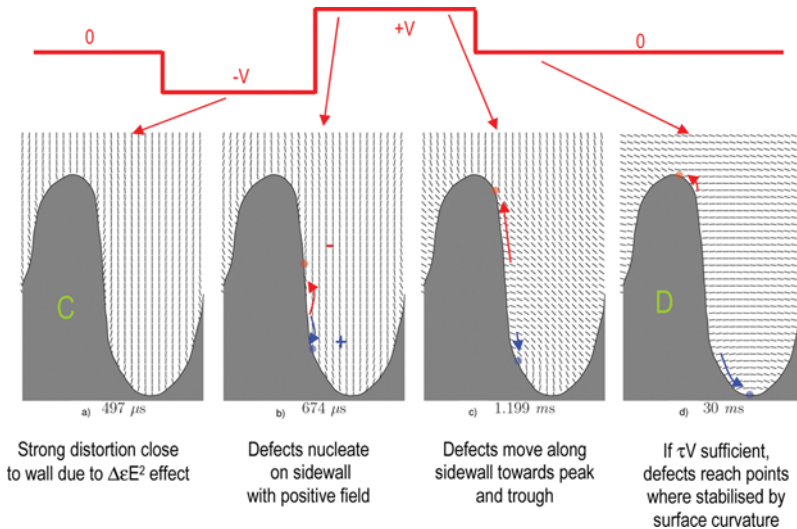 0
-V
+V
0
C
-
+
D
a) 497 μs
b) 674 μs
c) 1.199 ms
d) 30 ms
Strong distortion close
to wall due to ΔεE² effect
Defects nucleate
on sidewall
with positive field
Defects move along
sidewall towards peak
and trough
If τV sufficient,
defects reach points
where stabilised by
surface curvature